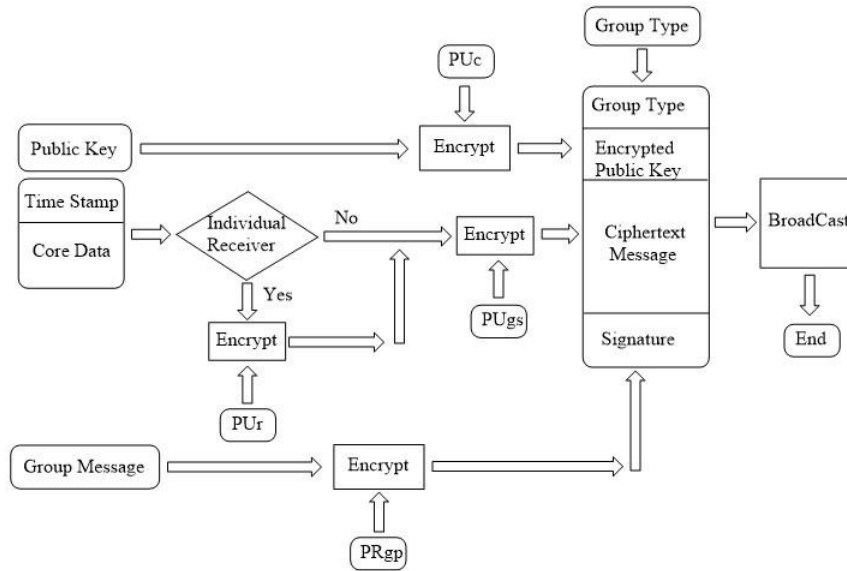 Group Type
PUc
Group Type
Public Key
Encrypt
Encrypted
Public Key
Time Stamp
Core Data
Individual
Receiver
No
Encrypt
Ciphertext
Message
BroadCast
Yes
Encrypt
PUgs
Signature
End
PUr
Group Message
Encrypt
PRgp